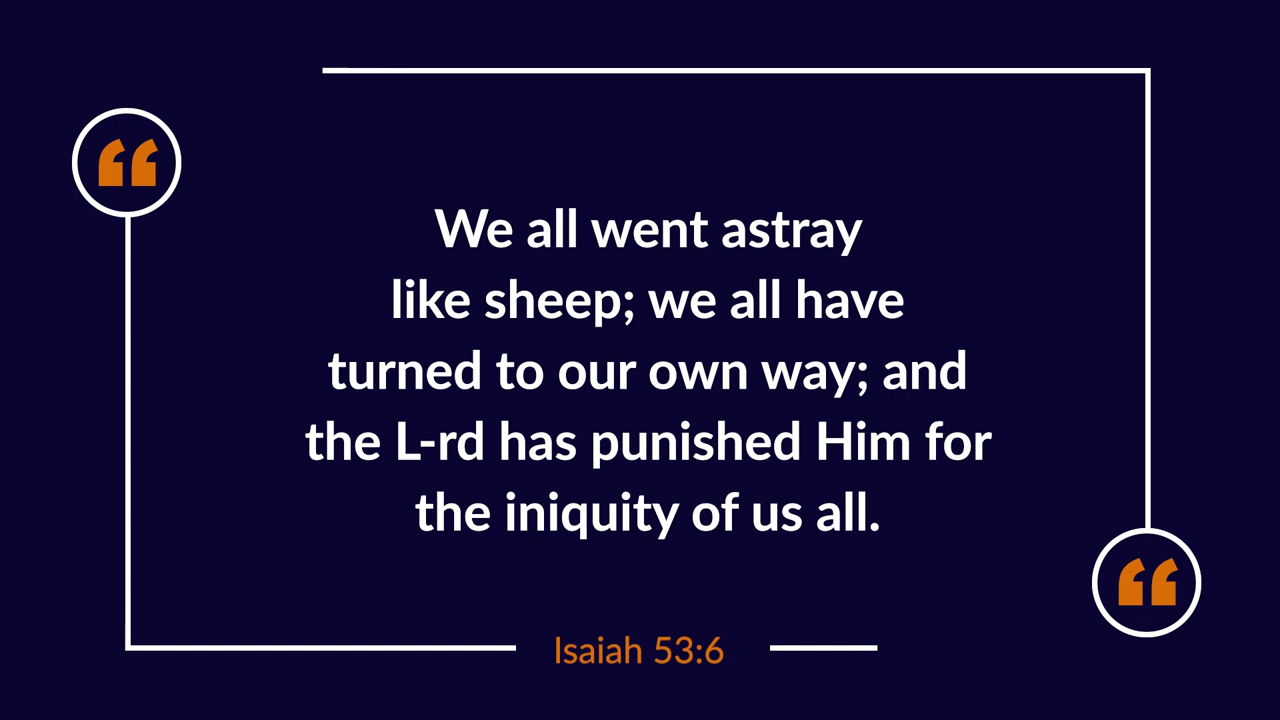 “
We all went astray
like sheep; we all have
turned to our own way; and
the L-rd has punished Him for
the iniquity of us all.
“
Isaiah 53:6